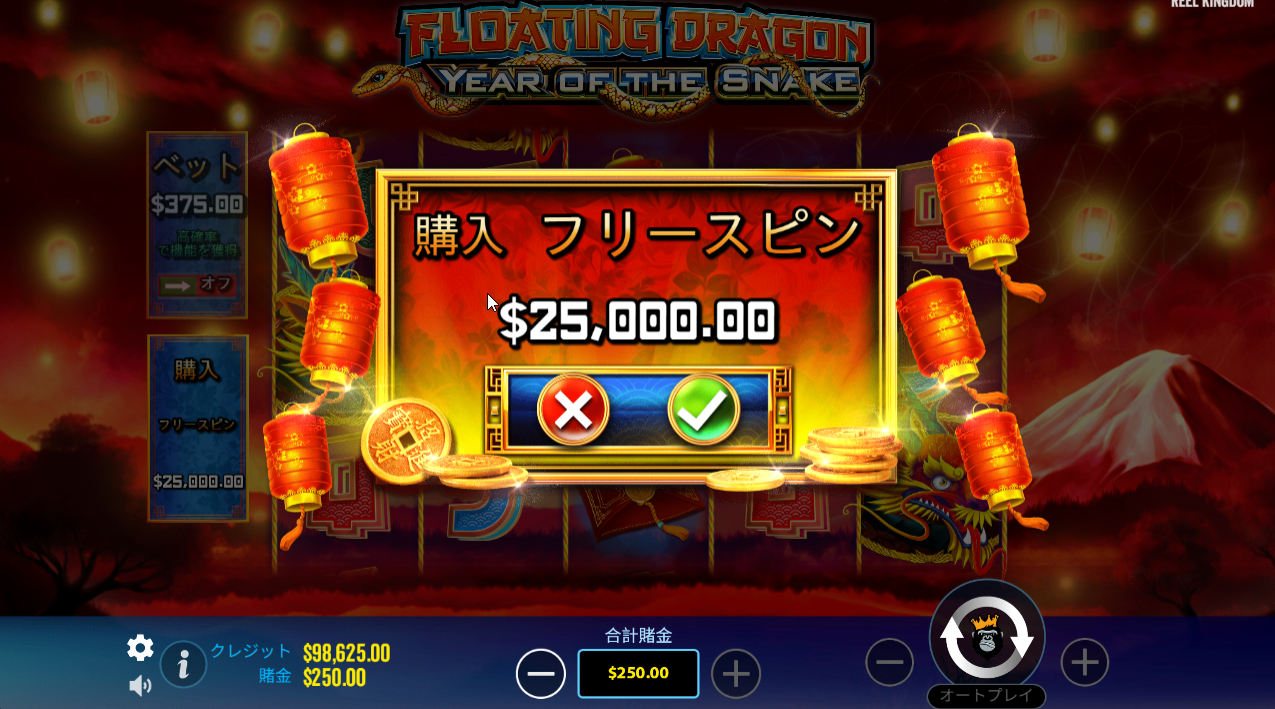 REEL KINGDOM
FLOATING DRAGON
YEAR OF THE SNAKE
ベット
$375.00
高確率
で機能を獲得
オフ
購入 フリースピン
$25,000.00
購入
フリースピン
$25,000.00
クレジット $98,625.00
賭金 $250.00
合計賭金
$250.00
オートプレイ